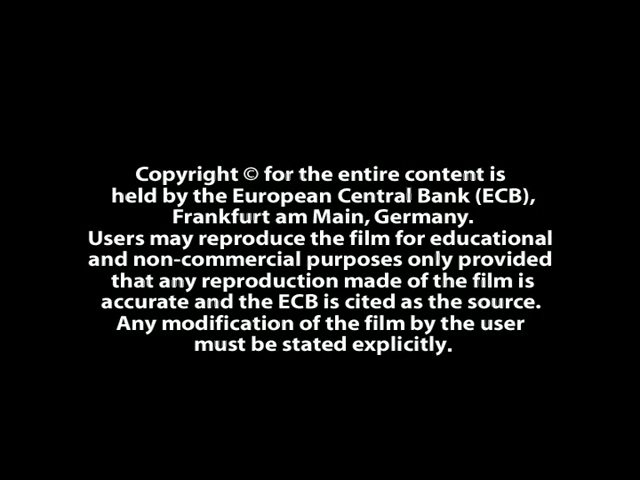 Copyright © for the entire content is
held by the European Central Bank (ECB),
Frankfurt am Main, Germany.
Users may reproduce the film for educational
and non-commercial purposes only provided
that any reproduction made of the film is
accurate and the ECB is cited as the source.
Any modification of the film by the user
must be stated explicitly.